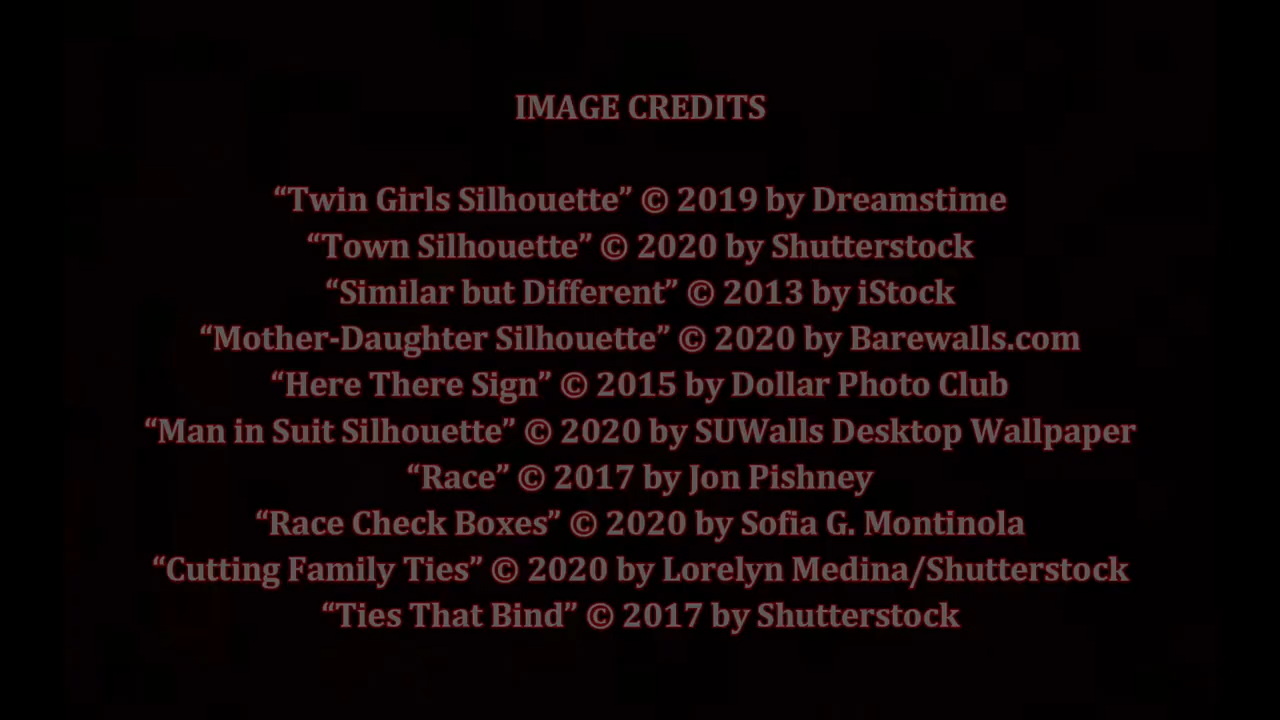 IMAGE CREDITS
“Twin Girls Silhouette” © 2019 by Dreamstime
“Town Silhouette” © 2020 by Shutterstock
“Similar but Different” © 2013 by iStock
“Mother-Daughter Silhouette” © 2020 by Barewalls.com
“Here There Sign” © 2015 by Dollar Photo Club
“Man in Suit Silhouette” © 2020 by SUWalls Desktop Wallpaper
“Race” © 2017 by Jon Pishney
“Race Check Boxes” © 2020 by Sofia G. Montinola
“Cutting Family Ties” © 2020 by Lorelyn Medina/Shutterstock
“Ties That Bind” © 2017 by Shutterstock